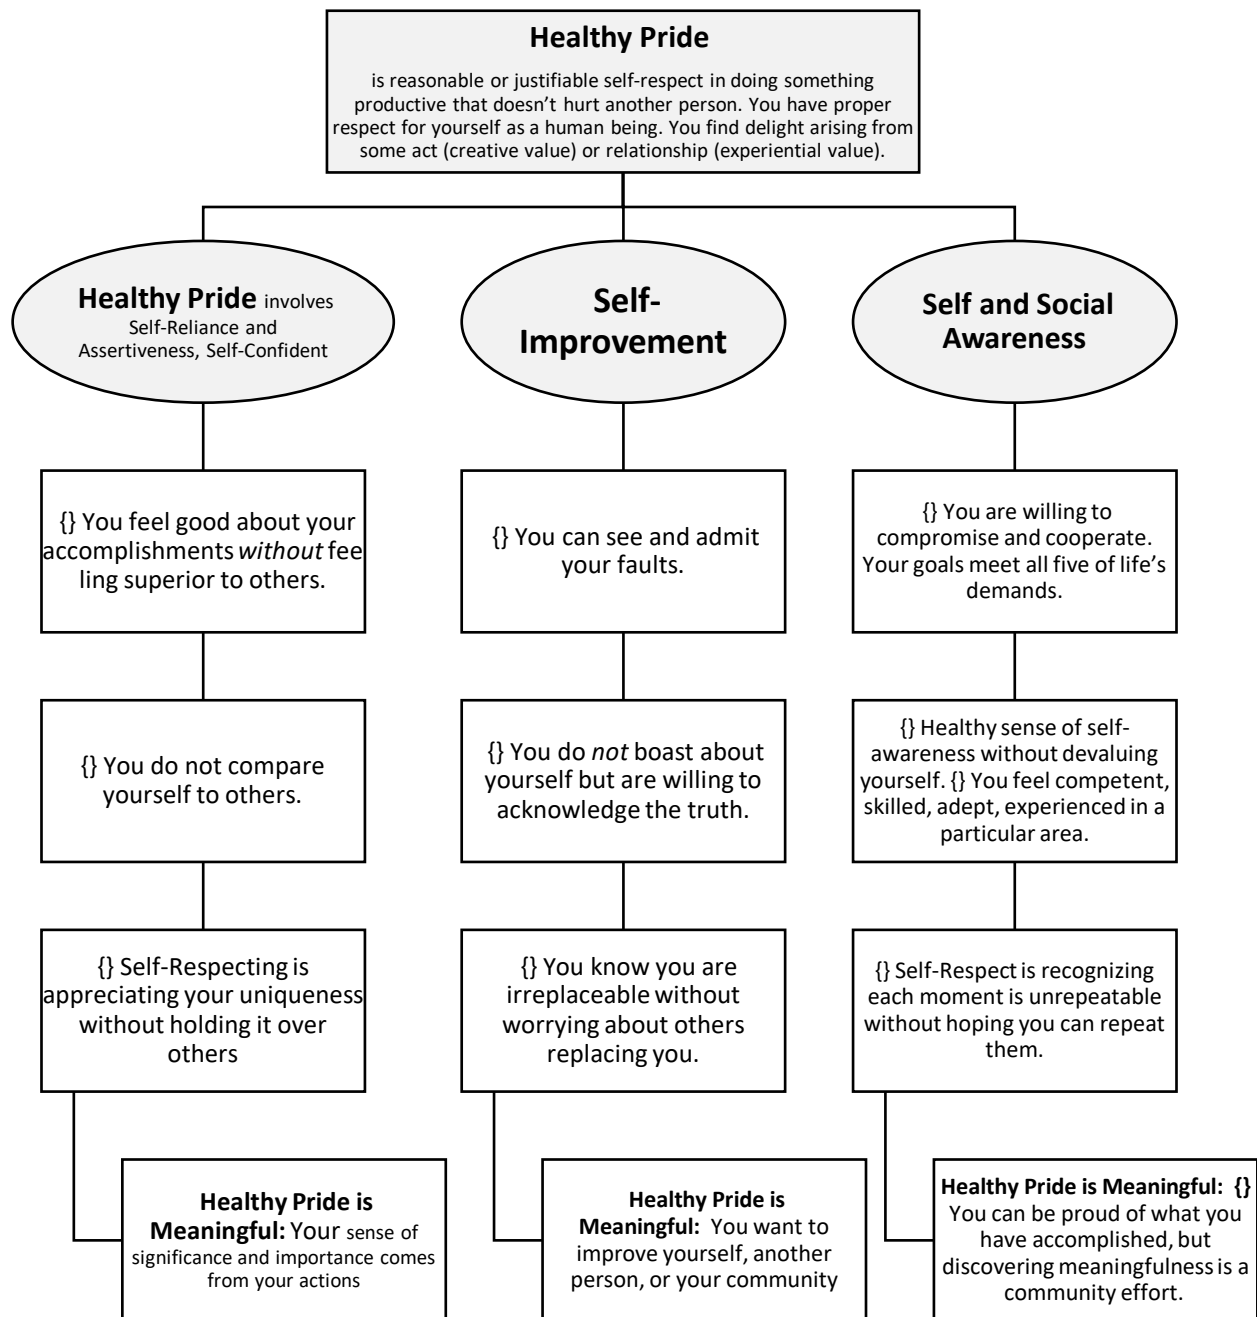 Healthy Pride
is reasonable or justifiable self-respect in doing something
productive that doesn't hurt another person. You have proper
respect for yourself as a human being. You find delight arising from
some act (creative value) or relationship (experiential value).
Healthy Pride involves
Self-Reliance and
Assertiveness, Self-Confident
{} You feel good about your
accomplishments without fee
ling superior to others.
{} You do not compare
yourself to others.
{} Self-Respecting is
appreciating your uniqueness
without holding it over
others
Healthy Pride is
Meaningful: Your sense of
significance and importance comes
from your actions
Self-
Improvement
{} You can see and admit
your faults.
{} You do not boast about
yourself but are willing to
acknowledge the truth.
{} You know you are
irreplaceable without
worrying about others
replacing you.
Healthy Pride is
Meaningful: You want to
improve yourself, another
person, or your community
Self and Social
Awareness
{} You are willing to
compromise and cooperate.
Your goals meet all five of life's
demands.
{} Healthy sense of self-
awareness without devaluing
yourself. {} You feel competent,
skilled, adept, experienced in a
particular area.
{} Self-Respect is recognizing
each moment is unrepeatable
without hoping you can repeat
them.
Healthy Pride is Meaningful: {}
You can be proud of what you
have accomplished, but
discovering meaningfulness is a
community effort.